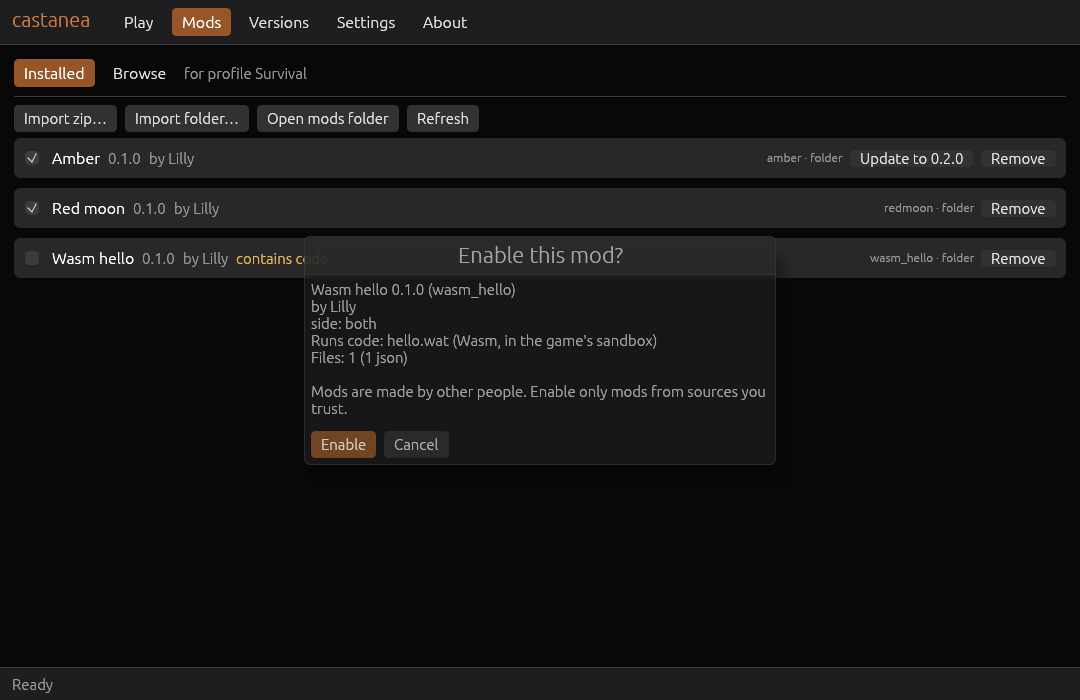 castanea Play Mods Versions Settings About
Installed Browse for profile Survival
Import zip... Import folder... Open mods folder Refresh
Amber 0.1.0 by Lilly amber · folder Update to 0.2.0 Remove
Red moon 0.1.0 by Lilly redmoon · folder Remove
Wasm hello 0.1.0 by Lilly contains code wasm_hello · folder Remove
Enable this mod?
Wasm hello 0.1.0 (wasm_hello)
by Lilly
side: both
Runs code: hello.wat (Wasm, in the game's sandbox)
Files: 1 (1 json)
Mods are made by other people. Enable only mods from sources you
trust.
Enable Cancel
Ready